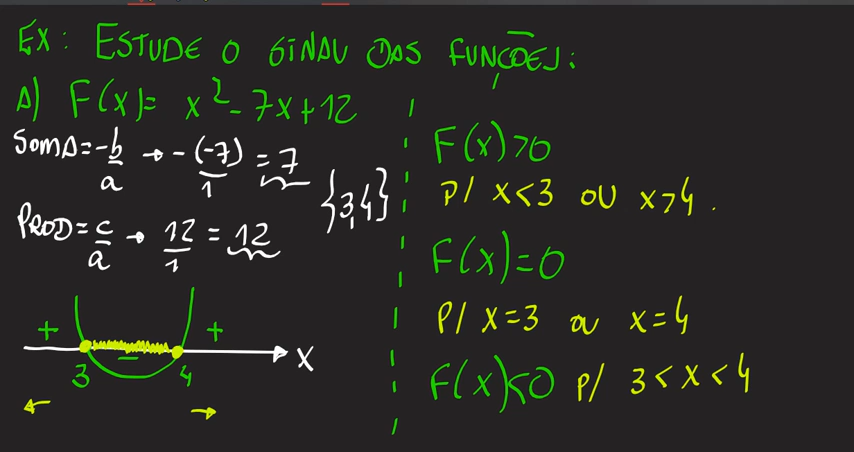 EX: ESTUDE O SINAL DAS FUNÇÕES:
A) F(x)= x²-7x+12
SOMA=-b/a → -(-7)/1 = 7
PROD=c/a → 12/1 = 12
{3,4}
+ - + x
3 4
F(x)>0
P/ x<3 OU x>4.
F(x)=0
P/ x=3 ou x=4
F(x)<0 P/ 3<x<4